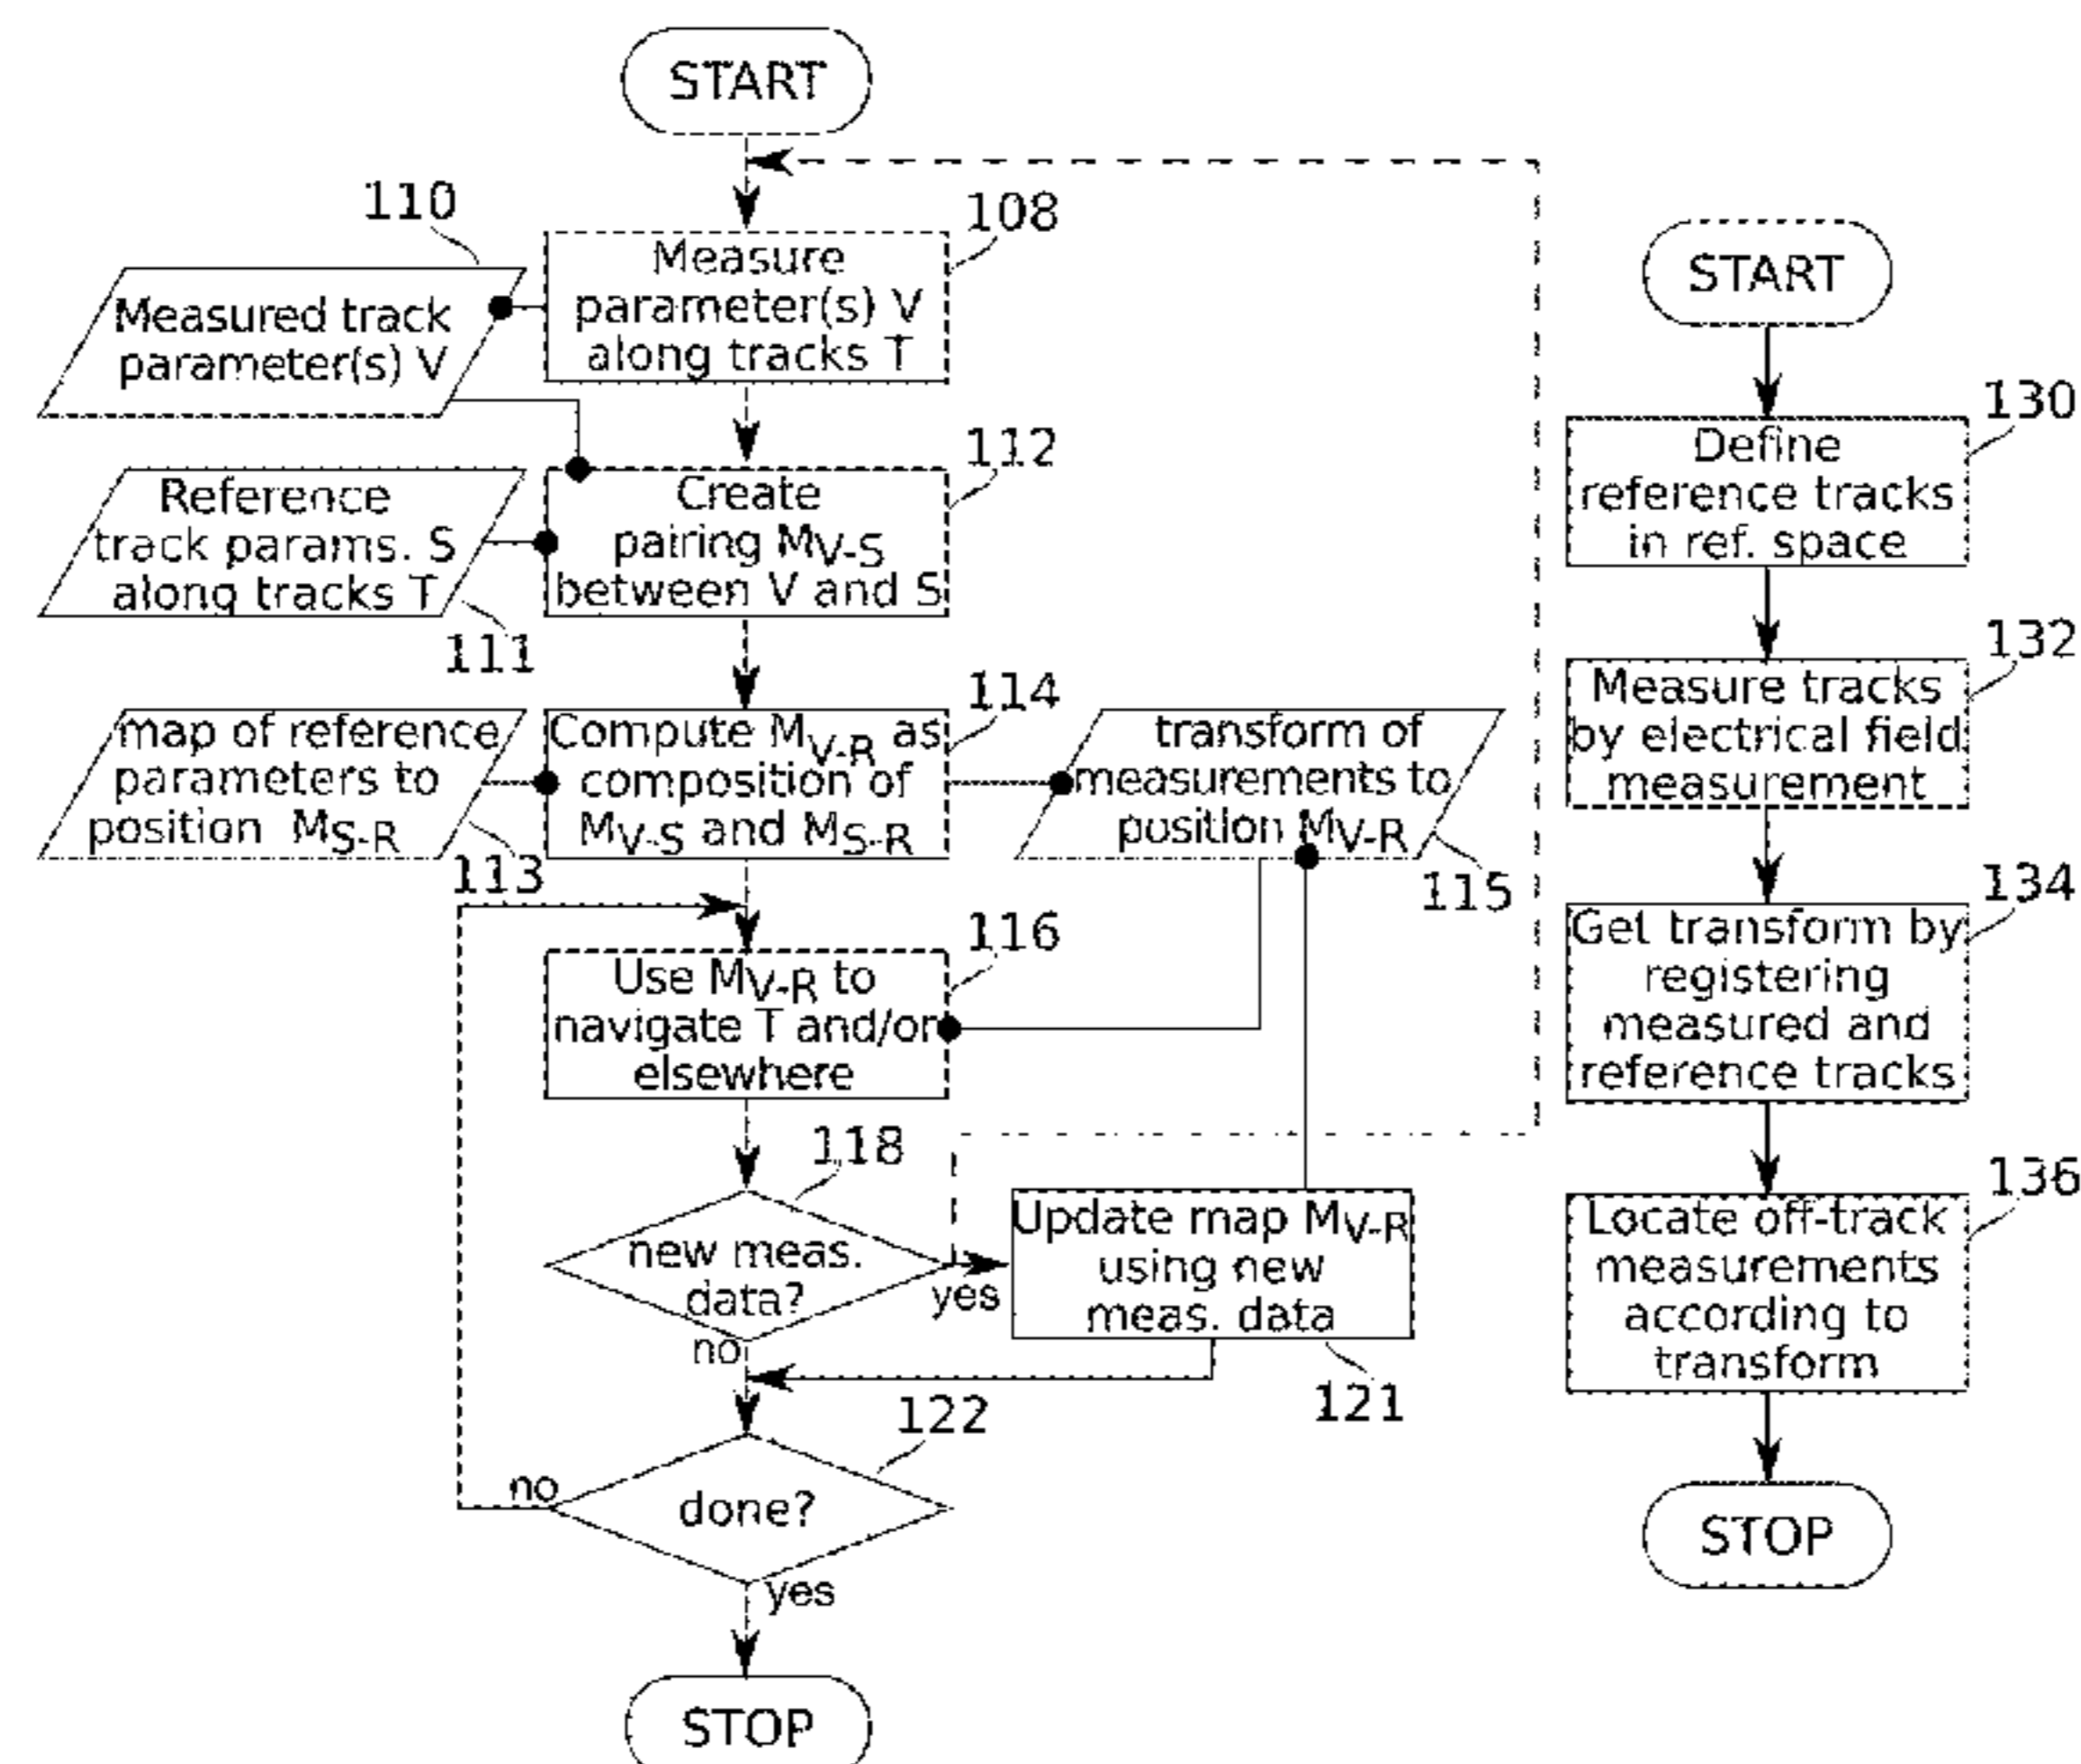 START
110
108
Measure
parameter(s) V
along tracks T
Measured track
parameter(s) V
112
Create
pairing MV-S
between V and S
Reference
track params. S
along tracks T
111
114
Compute MV-R as
composition of
MV-S and MS-R
map of reference
parameters to
position MS-R
113
transform of
measurements to
position MV-R
115
116
Use MV-R to
navigate T and/or
elsewhere
118
new meas.
data?
yes
no
Update map MV-R
using new
meas. data
121
122
done?
no
yes
STOP
START
130
Define
reference tracks
in ref. space
132
Measure tracks
by electrical field
measurement
134
Get transform by
registering
measured and
reference tracks
136
Locate off-track
measurements
according to
transform
STOP